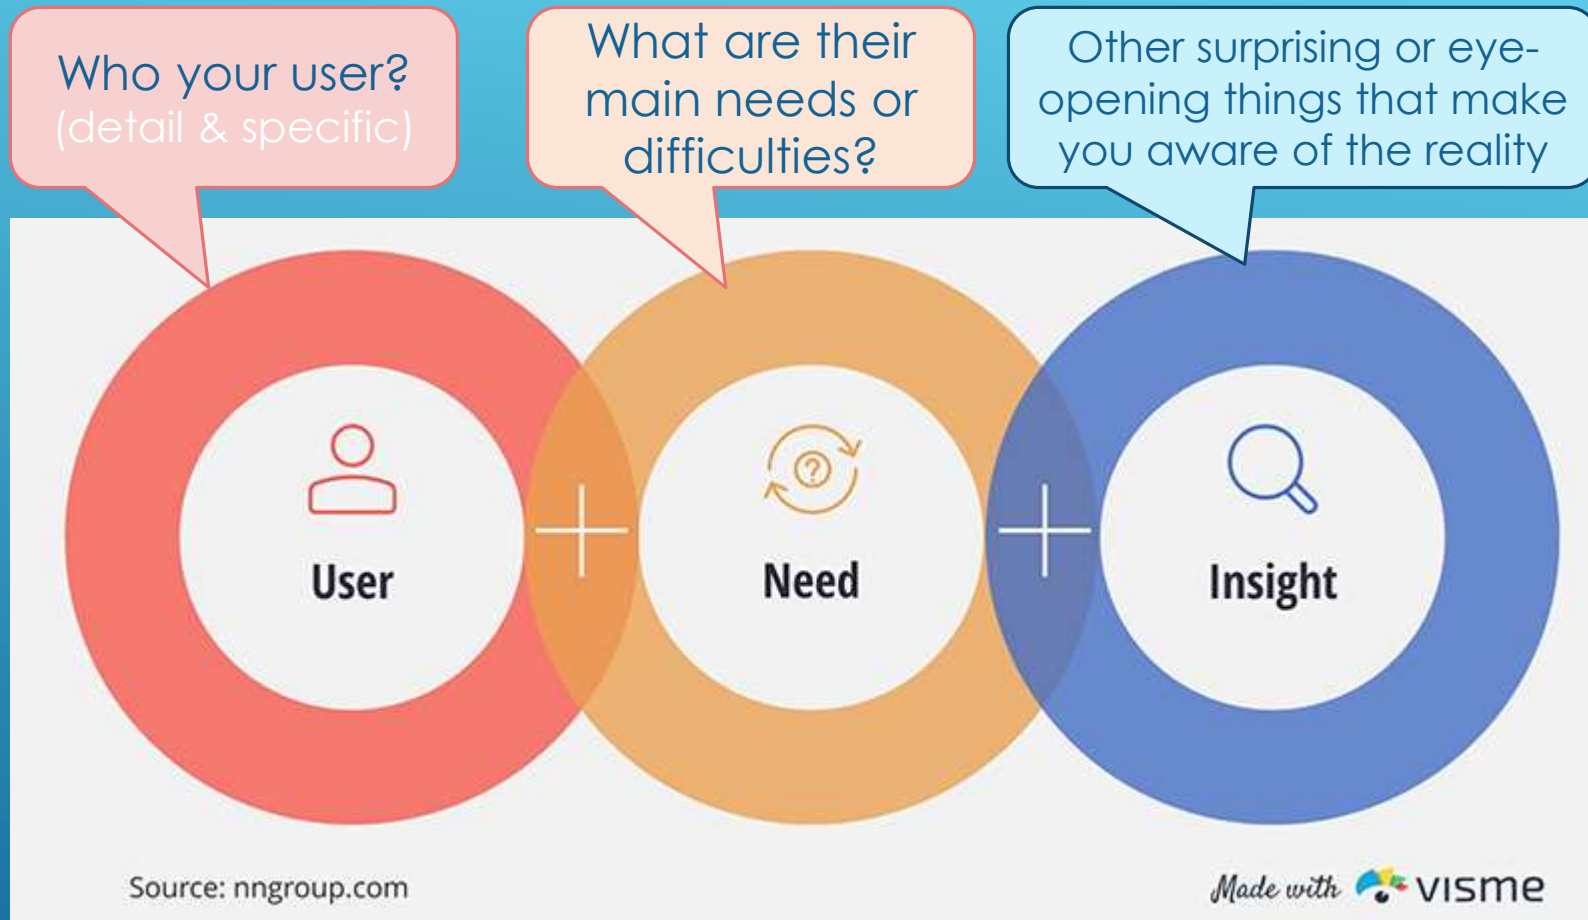 Who your user?
(detail & specific)
What are their
main needs or
difficulties?
Other surprising or eye-
opening things that make
you aware of the reality
?
User
Need
Insight
Source: nngroup.com
Made with VISme